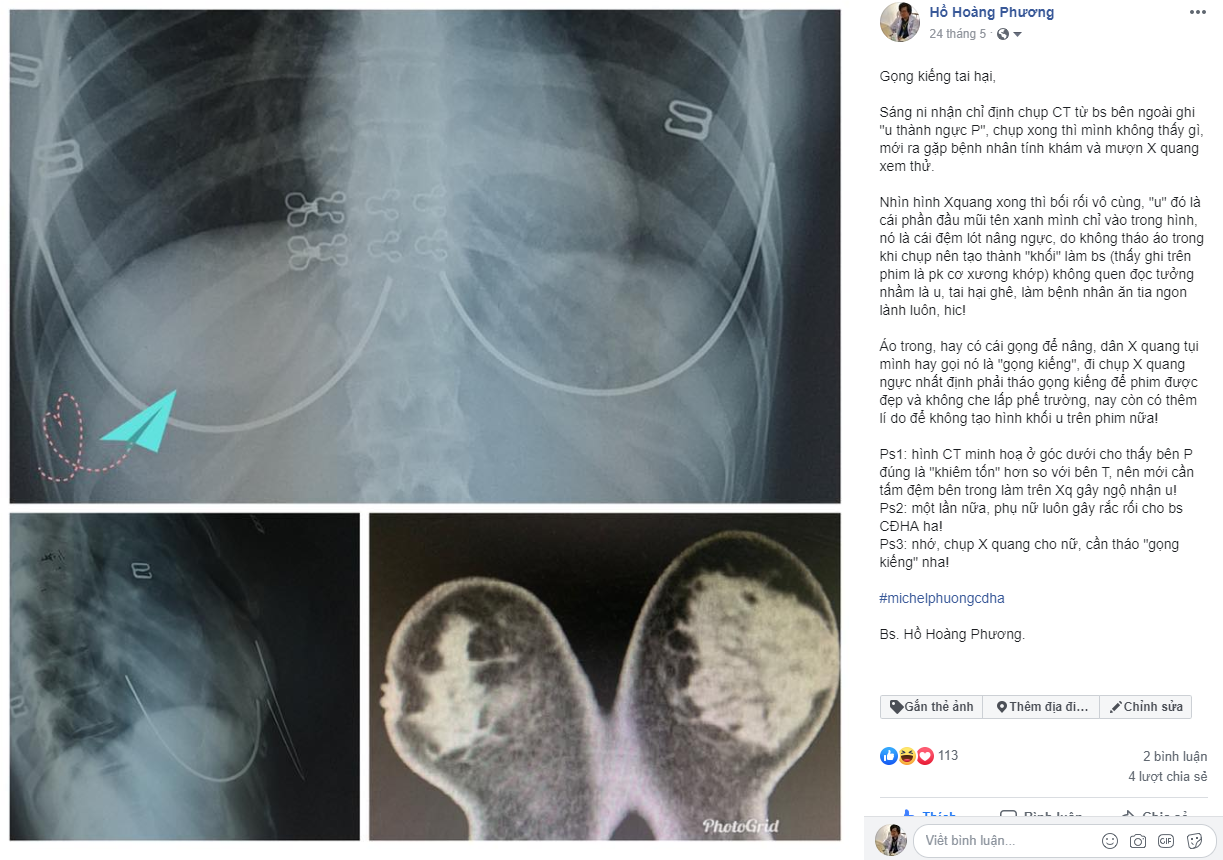 Hồ Hoàng Phương
24 tháng 5 ·
Gọng kiếng tai hại,
Sáng ni nhận chỉ định chụp CT từ bs bên ngoài ghi
"u thành ngực P", chụp xong thì mình không thấy gì,
mới ra gặp bệnh nhân tính khám và mượn X quang
xem thử.
Nhìn hình Xquang xong thì bối rối vô cùng, "u" đó là
cái phần đầu mũi tên xanh mình chỉ vào trong hình,
nó là cái đệm lót nâng ngực, do không tháo áo trong
khi chụp nên tạo thành "khối" làm bs (thấy ghi trên
phim là pk cơ xương khớp) không quen đọc tưởng
nhầm là u, tai hại ghê, làm bệnh nhân ăn tia ngon
lành luôn, hic!
Áo trong, hay có cái gọng để nâng, dân X quang tụi
mình hay gọi nó là "gọng kiếng", đi chụp X quang
ngực nhất định phải tháo gọng kiếng để phim được
đẹp và không che lấp phế trường, nay còn có thêm
lí do để không tạo hình khối u trên phim nữa!
Ps1: hình CT minh hoạ ở góc dưới cho thấy bên P
đúng là "khiêm tốn" hơn so với bên T, nên mới cần
tấm đệm bên trong làm trên Xq gây ngộ nhận u!
Ps2: một lần nữa, phụ nữ luôn gây rắc rối cho bs
CĐHA ha!
Ps3: nhớ, chụp X quang cho nữ, cần tháo "gọng
kiếng" nha!
#michelphuongcdha
Bs. Hồ Hoàng Phương.
Gắn thẻ ảnh Thêm địa đi... Chỉnh sửa
113
2 bình luận
4 lượt chia sẻ
Thích Bình luận Chia sẻ
Viết bình luận...
GIF
PhotoGrid